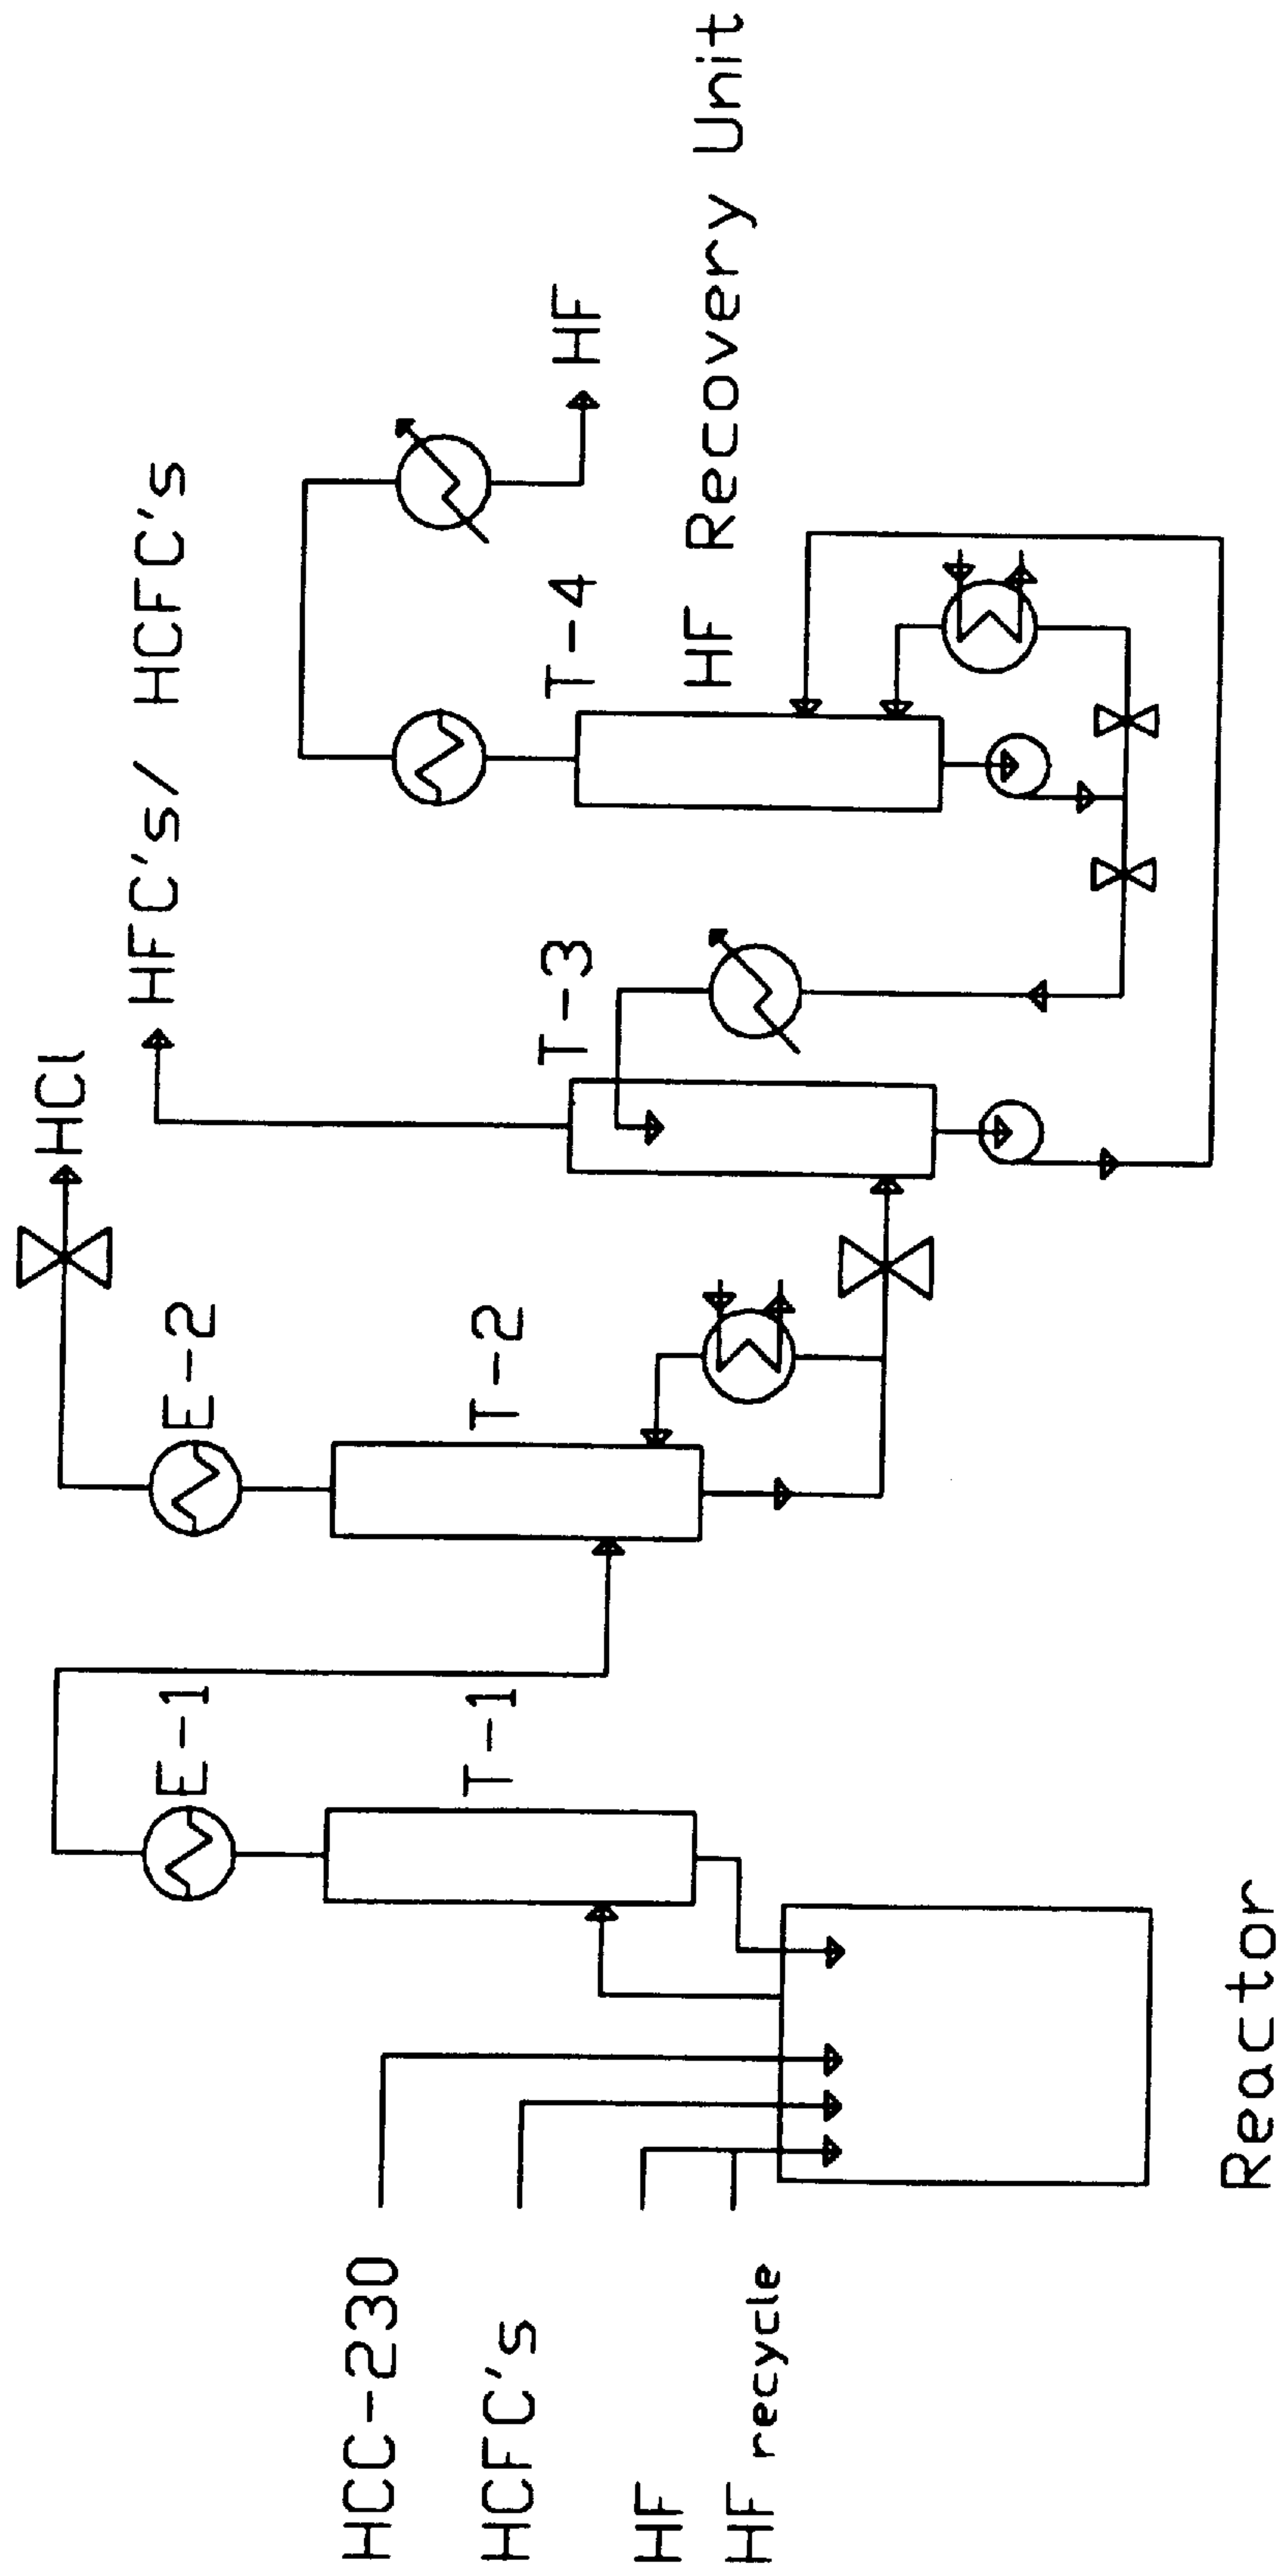 HCC-230
HCFC's
HF
HF recycle
Reactor
E-1
T-1
E-2
T-2
HCl
HFC's/ HCFC's
T-3
T-4
HF
HF Recovery Unit